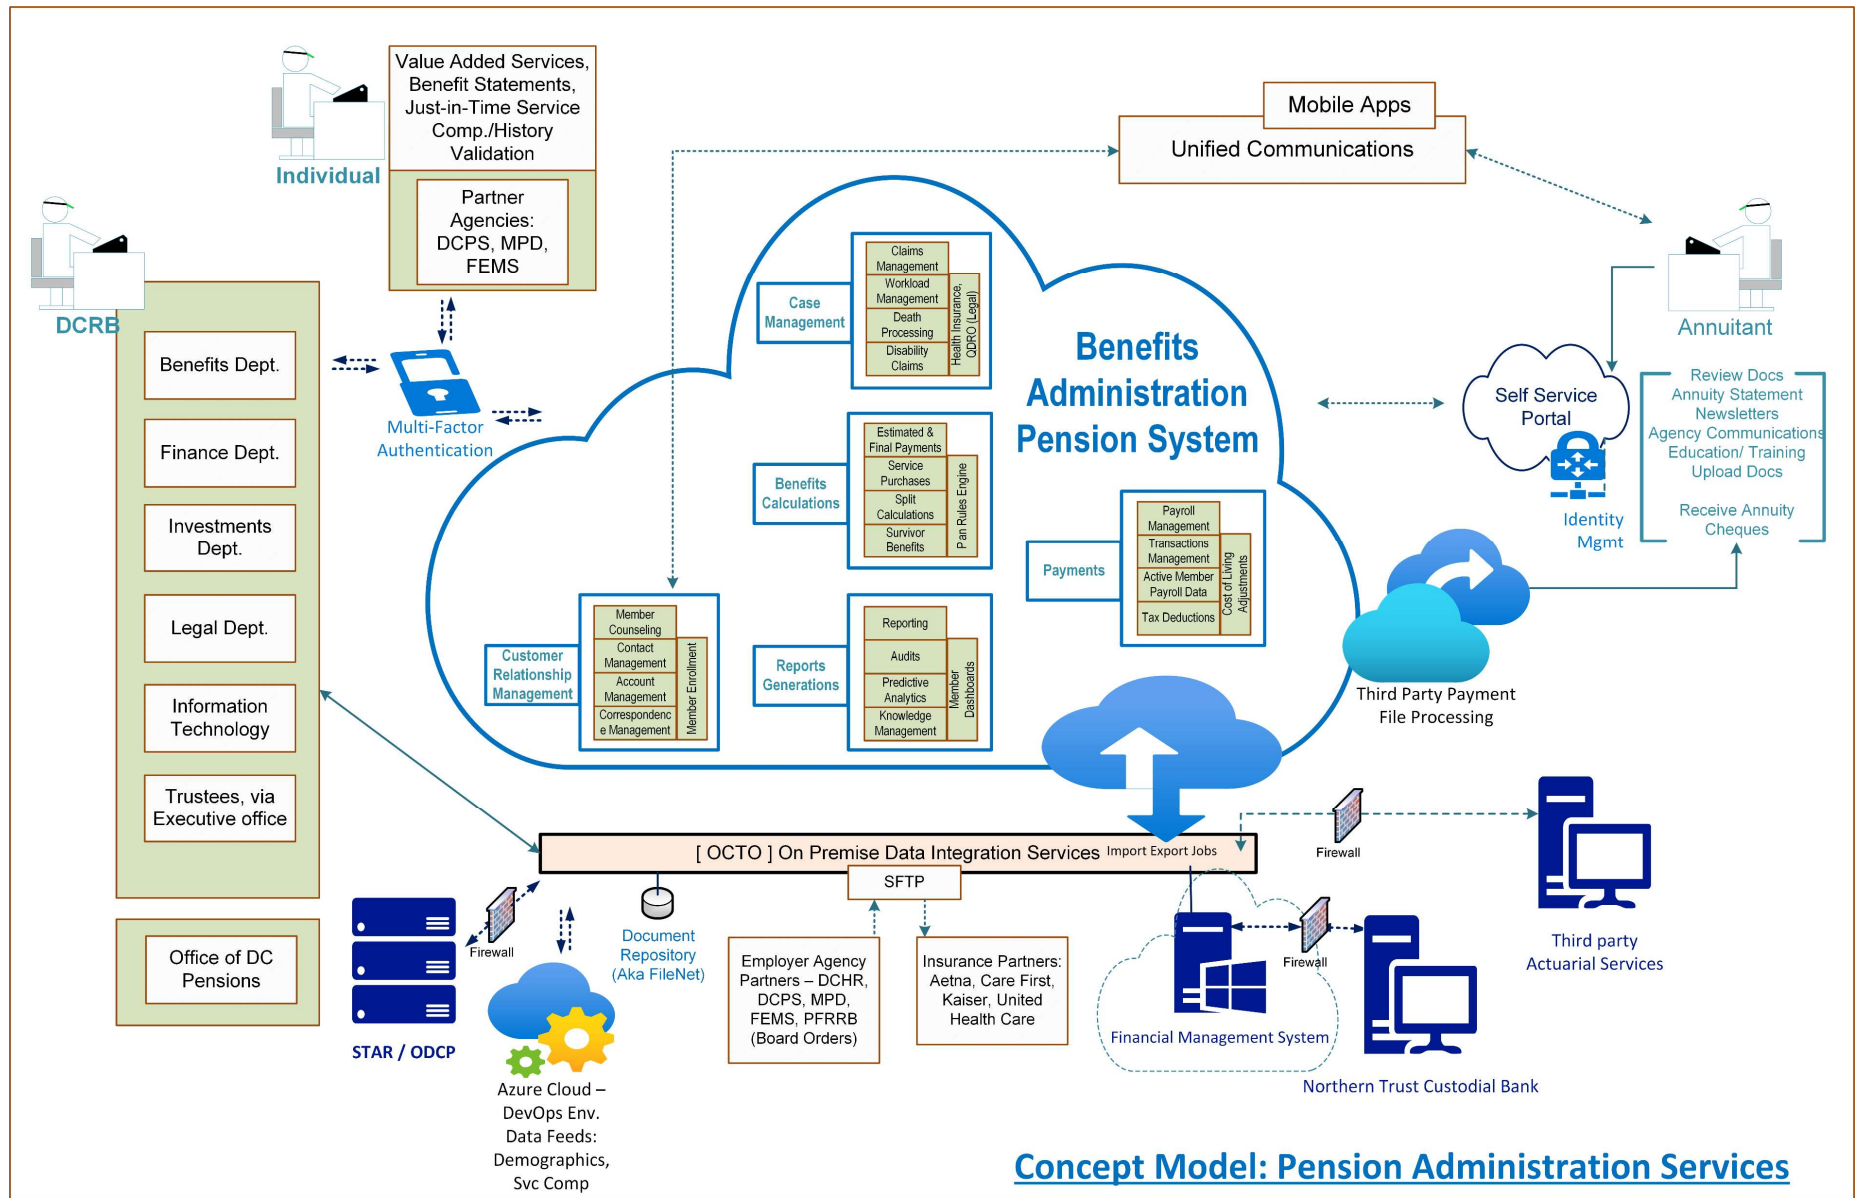 Value Added Services,
Benefit Statements,
Just-in-Time Service
Comp./History
Validation
Individual
Partner
Agencies:
DCPS, MPD,
FEMS
DCRB
Benefits Dept.
Finance Dept.
Investments
Dept.
Legal Dept.
Information
Technology
Trustees, via
Executive office
Office of DC
Pensions
Multi-Factor
Authentication
Mobile Apps
Unified Communications
Benefits
Administration
Pension System
Case
Management
Claims
Management
Workload
Management
Death
Processing
Disability
Claims
Health Insurance,
QDRO (Legal)
Benefits
Calculations
Estimated &
Final Payments
Service
Purchases
Split
Calculations
Survivor
Benefits
Pan Rules Engine
Payments
Payroll
Management
Transactions
Management
Active Member
Payroll Data
Tax Deductions
Cost of Living
Adjustments
Customer
Relationship
Management
Member
Counseling
Contact
Management
Account
Management
Correspondenc
e Management
Member Enrollment
Reports
Generations
Reporting
Audits
Predictive
Analytics
Knowledge
Management
Member
Dashboards
Annuitant
Self Service
Portal
Identity
Mgmt
Review Docs
Annuity Statement
Newsletters
Agency Communications
Education/ Training
Upload Docs
Receive Annuity
Cheques
Third Party Payment
File Processing
[ OCTO ] On Premise Data Integration Services
Import Export Jobs
SFTP
Firewall
Third party
Actuarial Services
STAR / ODCP
Firewall
Azure Cloud –
DevOps Env.
Data Feeds:
Demographics,
Svc Comp
Document
Repository
(Aka FileNet)
Employer Agency
Partners – DCHR,
DCPS, MPD,
FEMS, PFRRB
(Board Orders)
Insurance Partners:
Aetna, Care First,
Kaiser, United
Health Care
Financial Management System
Firewall
Northern Trust Custodial Bank
Concept Model: Pension Administration Services